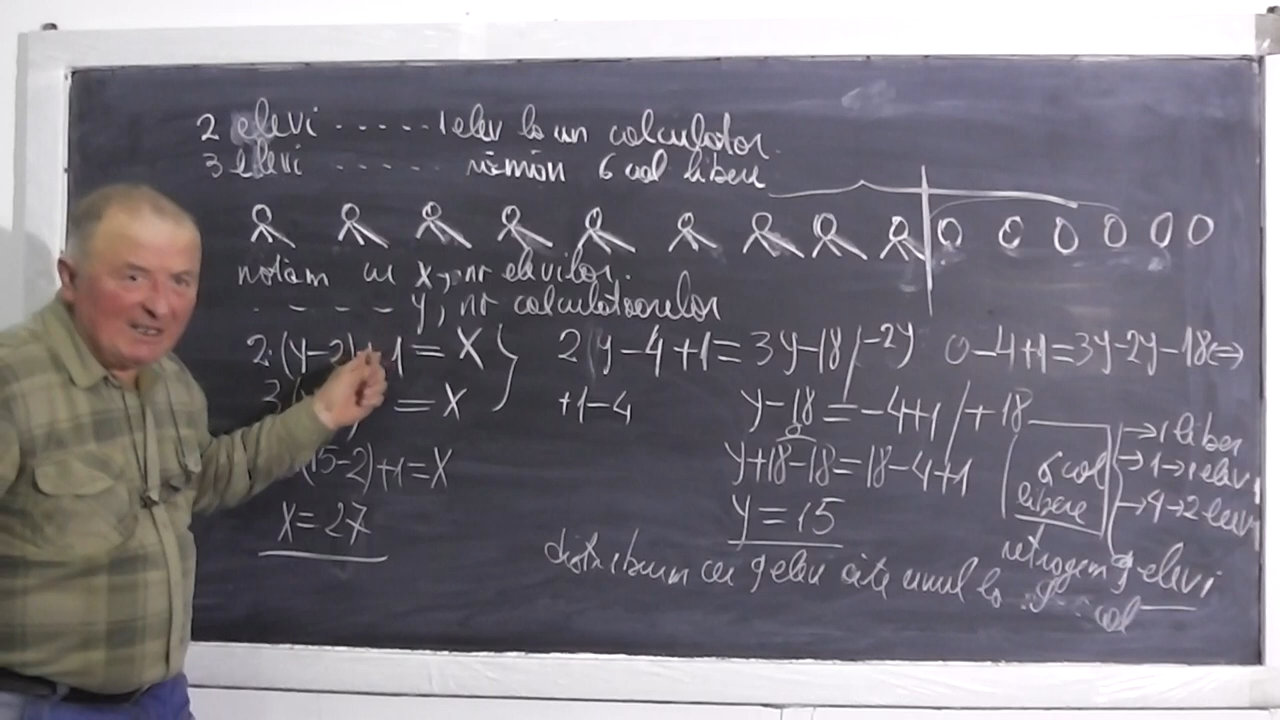 2 elevi ..... 1 elev la un calculator.
3 elevi ..... rămân 6 cal libere
notăm cu x, nr elevilor.
- - - - y, nr calculatoarelor
2·(y-2)+1=X } 2y-4+1=3y-18/-2y 0-4+1=3y-2y-18⇔
3( =X +1-4 y-18=-4+1/+18
(15-2)+1=X y+18-18=18-4+1
X=27 y=15
6 cal libere
→1 liber
→1→1 elev
→4→2 elevi
retragem 9 elevi
distribuim cei 9 elevi câte unul la 9 cal